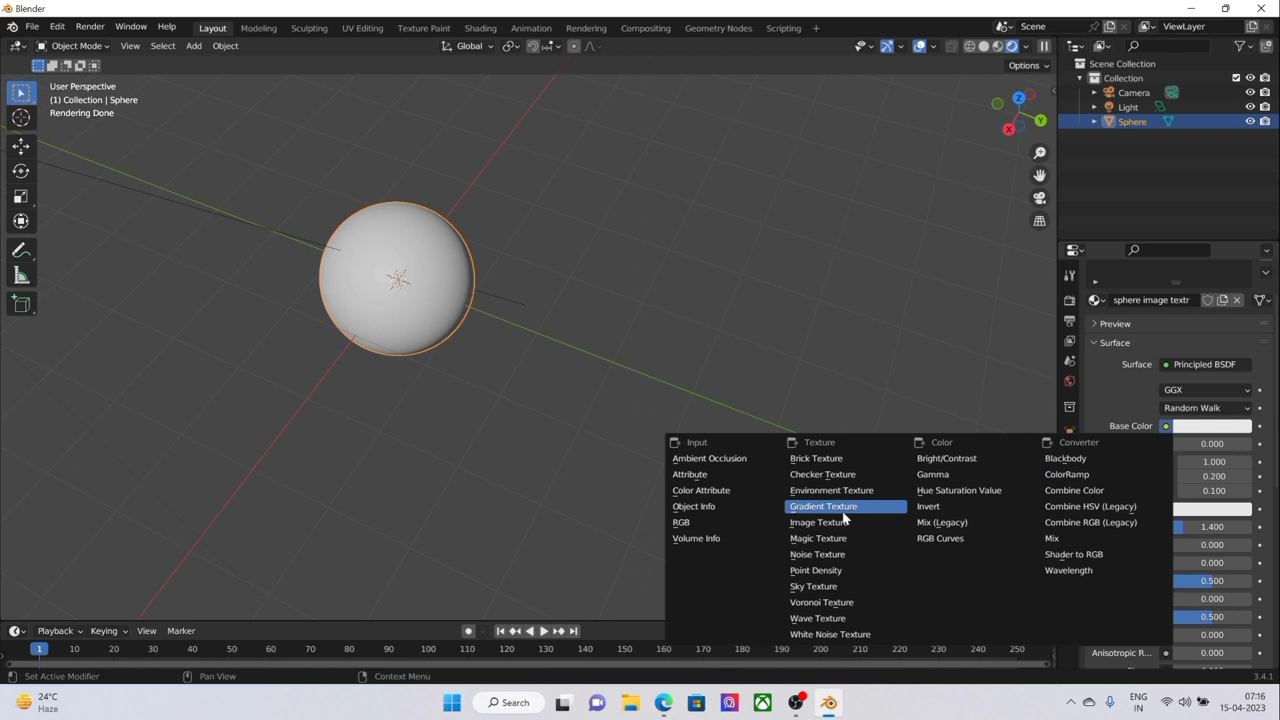 Blender
File Edit Render Window Help Layout Modeling Sculpting UV Editing Texture Paint Shading Animation Rendering Compositing Geometry Nodes Scripting + Scene ViewLayer
Object Mode View Select Add Object Global
Options
User Perspective
(1) Collection | Sphere
Rendering Done
Z
Y
X
Scene Collection
Collection
Camera
Light
Sphere
sphere image textr
Preview
Surface
Surface Principled BSDF
GGX
Random Walk
Base Color
0.000
1.000
0.200
0.100
1.400
0.000
0.000
0.500
0.000
0.500
0.000
Anisotropic R... 0.000
Input
Ambient Occlusion
Attribute
Color Attribute
Object Info
RGB
Volume Info
Texture
Brick Texture
Checker Texture
Environment Texture
Gradient Texture
Image Texture
Magic Texture
Noise Texture
Point Density
Sky Texture
Voronoi Texture
Wave Texture
White Noise Texture
Color
Bright/Contrast
Gamma
Hue Saturation Value
Invert
Mix (Legacy)
RGB Curves
Converter
Blackbody
ColorRamp
Combine Color
Combine HSV (Legacy)
Combine RGB (Legacy)
Mix
Shader to RGB
Wavelength
Playback Keying View Marker
1 10 20 30 40 50 60 70 80 90 100 110 120 130 140 150 160 170 180 190 200 210 220 230 240 250
Set Active Modifier Pan View Context Menu 3.4.1
24°C
Haze
Search
ENG
IN
07:16
15-04-2023